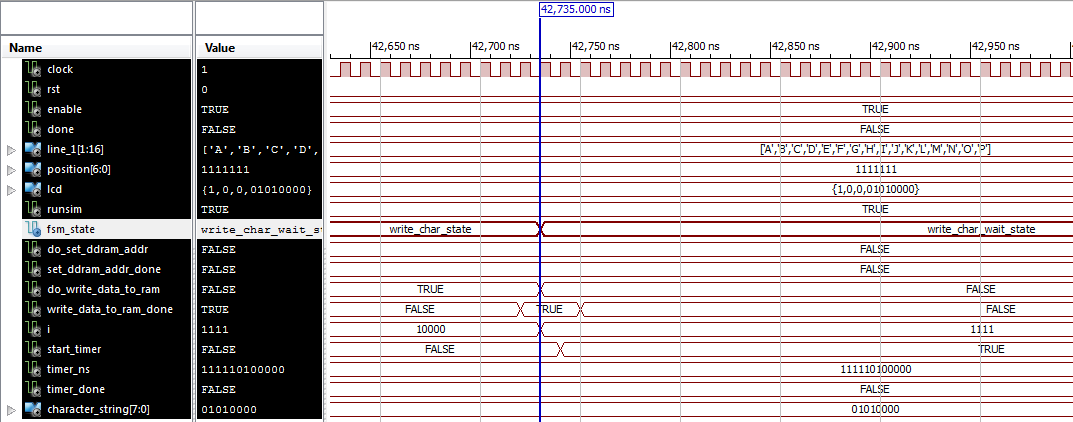 42,735.000 ns
Name Value 42,650 ns 42,700 ns 42,750 ns 42,800 ns 42,850 ns 42,900 ns 42,950 ns
clock 1
rst 0
enable TRUE TRUE
done FALSE FALSE
line_1[1:16] ['A','B','C','D', ['A','B','C','D','E','F','G','H','I','J','K','L','M','N','O','P']
position[6:0] 1111111 1111111
lcd {1,0,0,01010000} {1,0,0,01010000}
runsim TRUE TRUE
fsm_state write_char_wait_s write_char_state write_char_wait_state
do_set_ddram_addr FALSE FALSE
set_ddram_addr_done FALSE FALSE
do_write_data_to_ram FALSE TRUE FALSE
write_data_to_ram_done TRUE FALSE TRUE FALSE
i 1111 10000 1111
start_timer FALSE FALSE TRUE
timer_ns 111110100000 111110100000
timer_done FALSE FALSE
character_string[7:0] 01010000 01010000